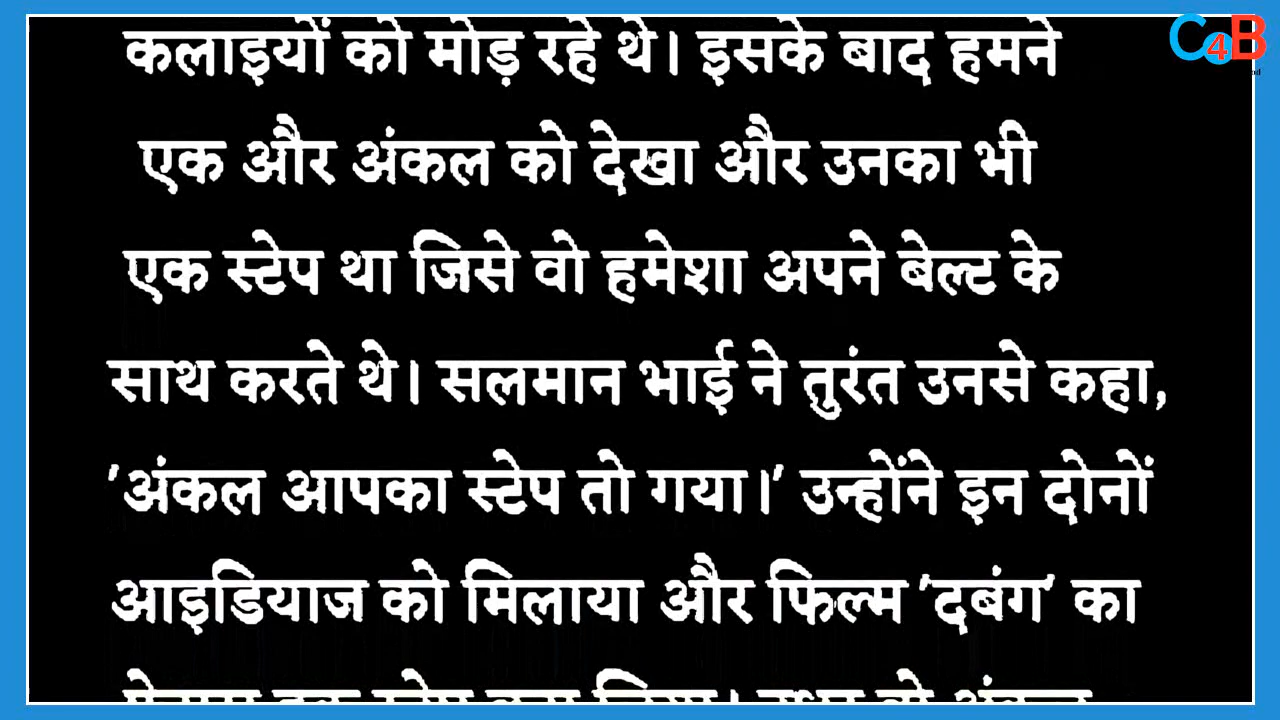 C4B
कलाइयों को मोड़ रहे थे। इसके बाद हमने
एक और अंकल को देखा और उनका भी
एक स्टेप था जिसे वो हमेशा अपने बेल्ट के
साथ करते थे। सलमान भाई ने तुरंत उनसे कहा,
'अंकल आपका स्टेप तो गया।' उन्होंने इन दोनों
आइडियाज को मिलाया और फिल्म 'दबंग' का